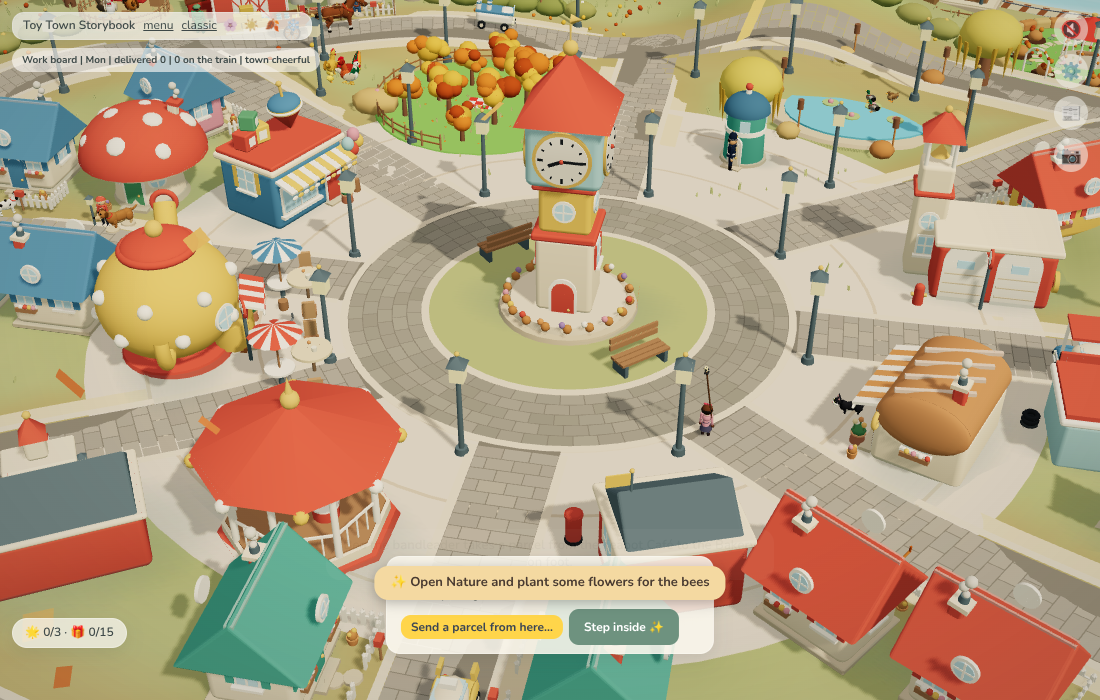 Toy Town Storybook menu classic 🌸 ☀️ 🍂
Work board | Mon | delivered 0 | 0 on the train | town cheerful
✨ Open Nature and plant some flowers for the bees
Send a parcel from here...
Step inside ✨
🌟 0/3 · 🎁 0/15